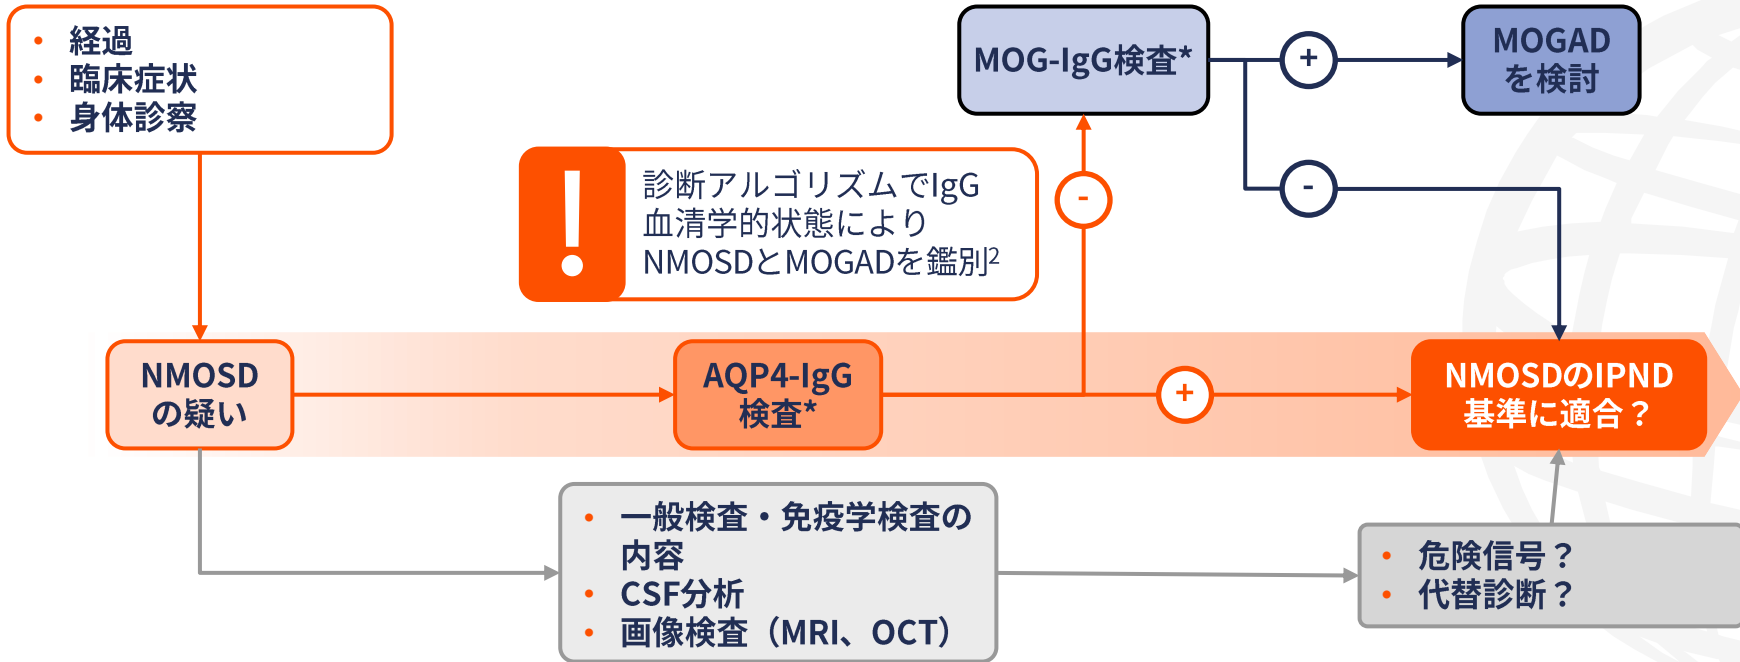 • 経過
• 臨床症状
• 身体診察
MOG-IgG検査*
+
MOGAD
を検討
-
!
診断アルゴリズムでIgG
血清学的状態により
NMOSDとMOGADを鑑別2
-
NMOSD
の疑い
AQP4-IgG
検査*
+
NMOSDのIPND
基準に適合？
• 一般検査・免疫学検査の
内容
• CSF分析
• 画像検査（MRI、OCT）
• 危険信号？
• 代替診断？